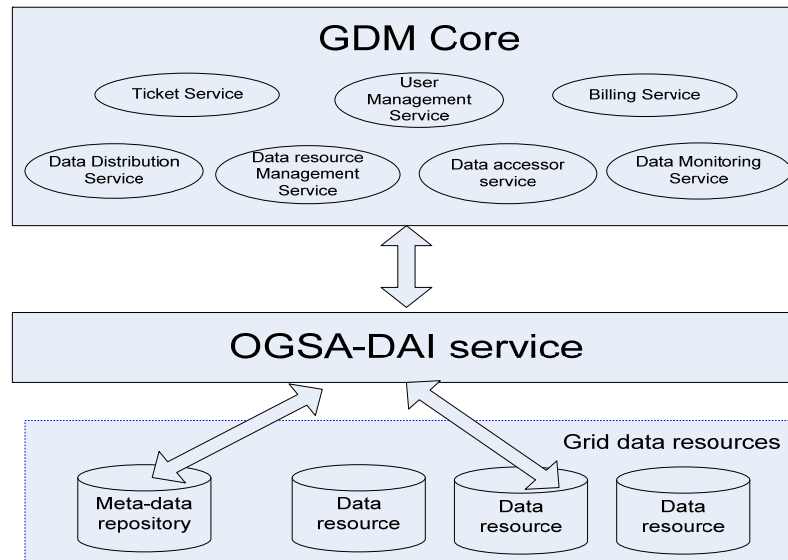 GDM Core
Ticket Service
User
Management
Service
Billing Service
Data Distribution
Service
Data resource
Management
Service
Data accessor
service
Data Monitoring
Service
OGSA-DAI service
Grid data resources
Meta-data
repository
Data
resource
Data
resource
Data
resource